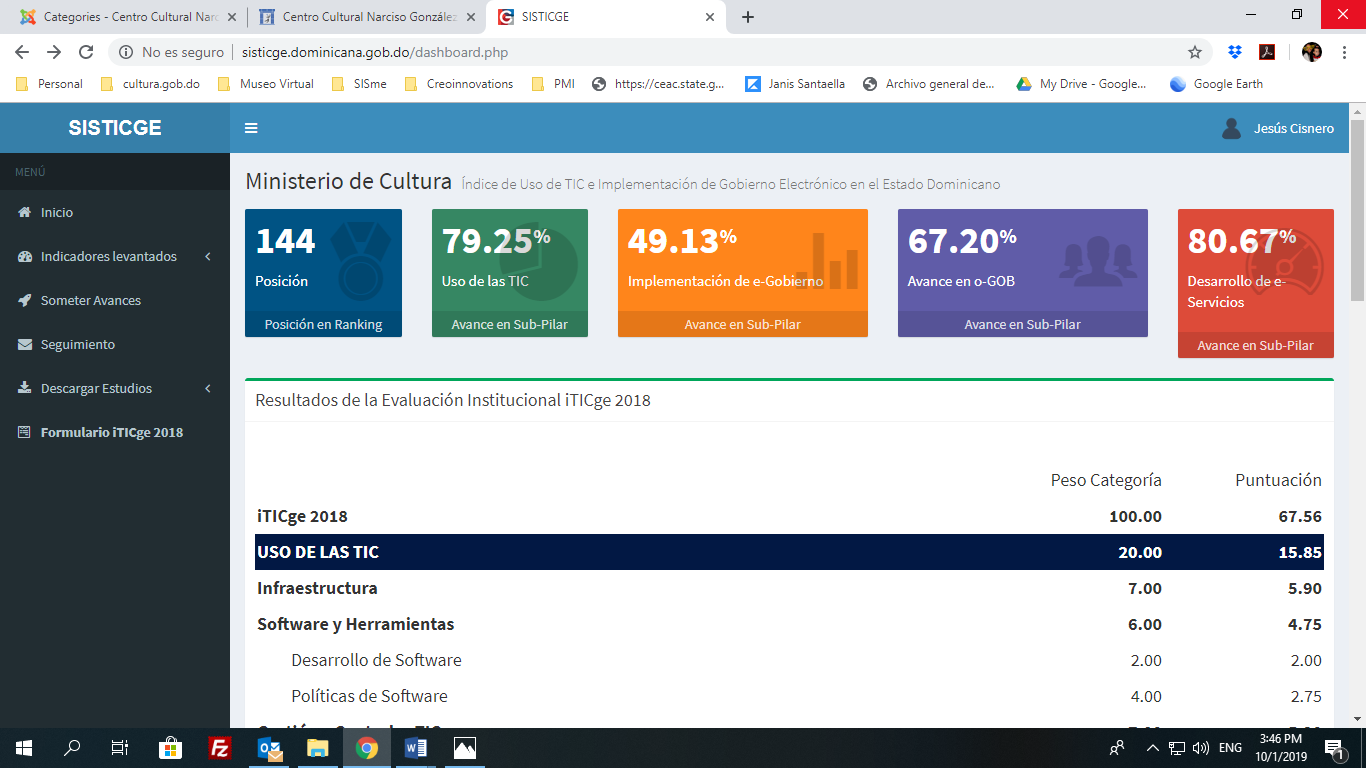 Categories - Centro Cultural Narc
Centro Cultural Narciso González
SISTICGE
No es seguro | sisticge.dominicana.gob.do/dashboard.php
Personal cultura.gob.do Museo Virtual SISme Creoinnovations PMI https://ceac.state.g... Janis Santaella Archivo general de... My Drive - Google... Google Earth
SISTICGE
Jesús Cisnero
MENÚ
Inicio
Indicadores levantados
Someter Avances
Seguimiento
Descargar Estudios
Formulario iTICge 2018
Ministerio de Cultura Índice de Uso de TIC e Implementación de Gobierno Electrónico en el Estado Dominicano
144
Posición
Posición en Ranking
79.25%
Uso de las TIC
Avance en Sub-Pilar
49.13%
Implementación de e-Gobierno
Avance en Sub-Pilar
67.20%
Avance en o-GOB
Avance en Sub-Pilar
80.67%
Desarrollo de e-
Servicios
Avance en Sub-Pilar
Resultados de la Evaluación Institucional iTICge 2018
Peso Categoría Puntuación
iTICge 2018 100.00 67.56
USO DE LAS TIC 20.00 15.85
Infraestructura 7.00 5.90
Software y Herramientas 6.00 4.75
Desarrollo de Software 2.00 2.00
Políticas de Software 4.00 2.75
ENG
3:46 PM
10/1/2019
1